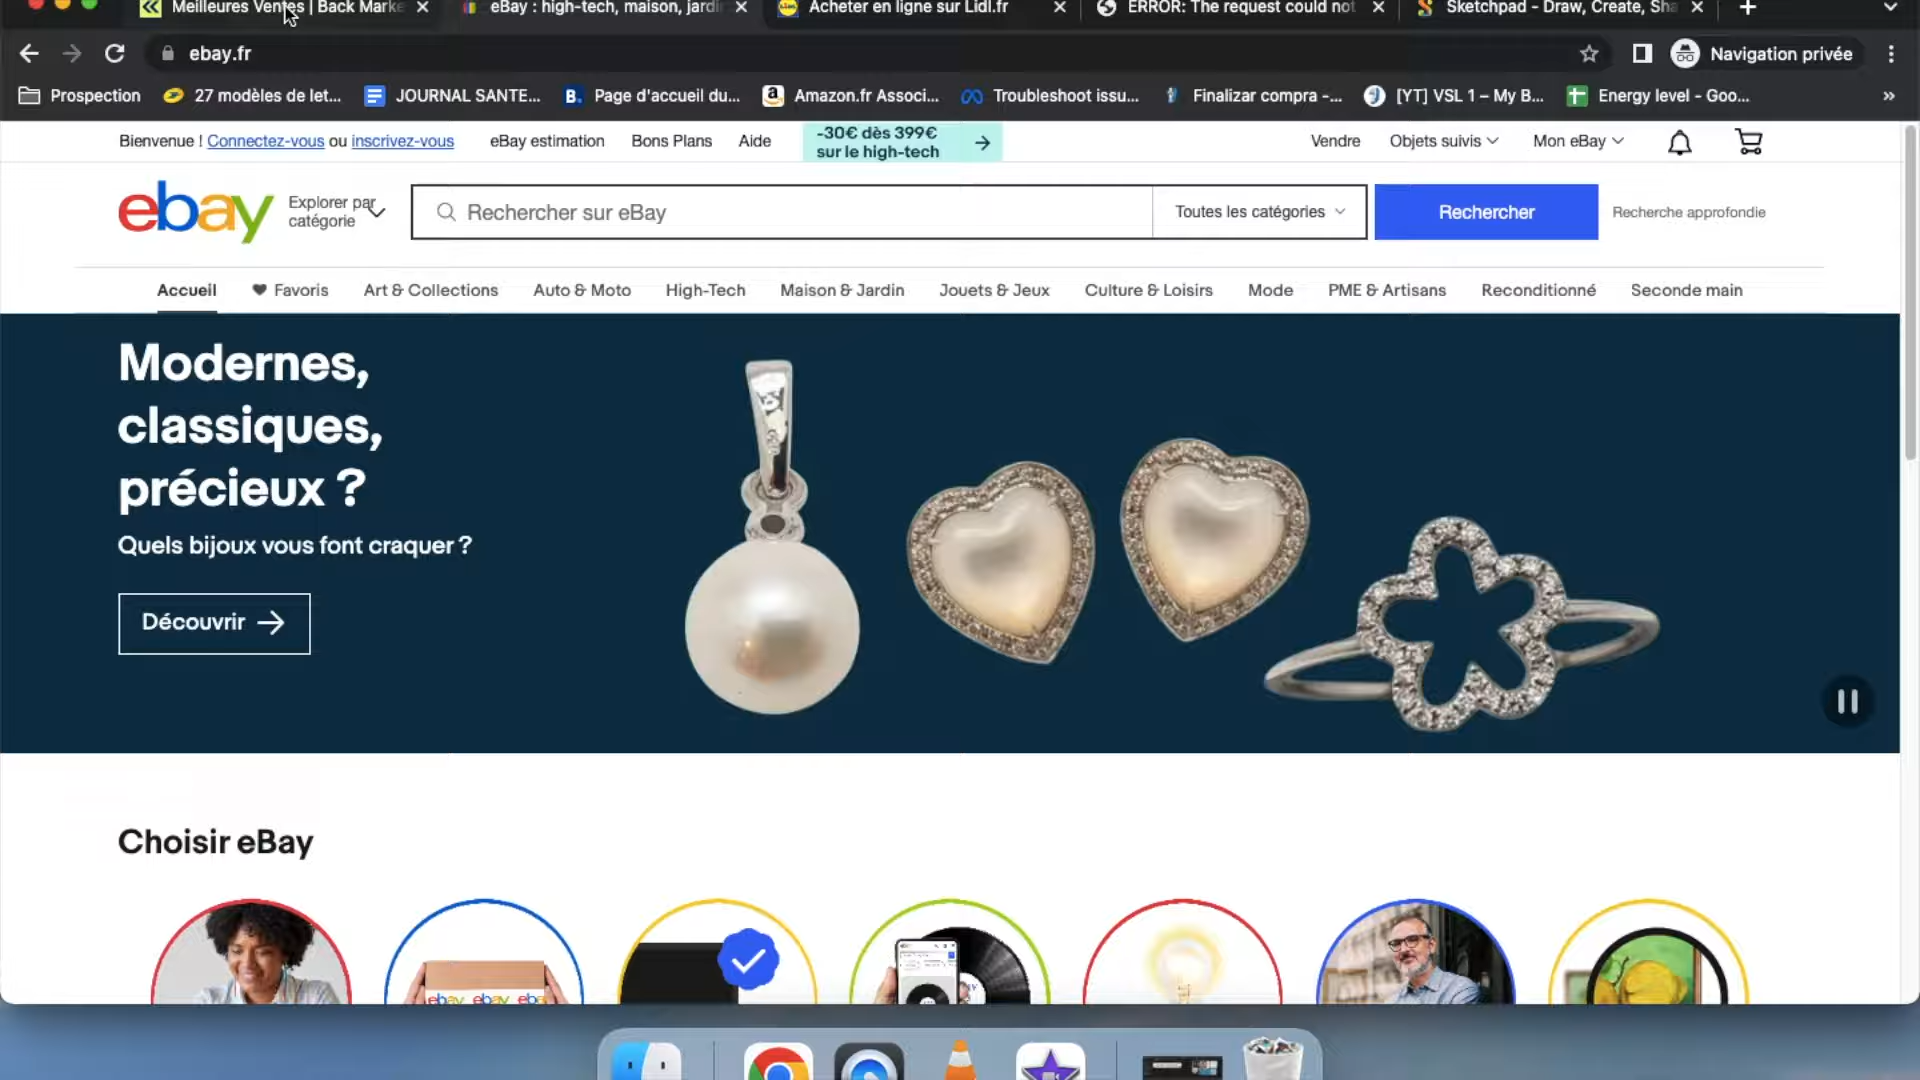 Meilleures Ventes | Back Marke
eBay : high-tech, maison, jardi
Acheter en ligne sur Lidl.fr
ERROR: The request could not
Sketchpad - Draw, Create, Sha
ebay.fr
Navigation privée
Prospection
27 modèles de let...
JOURNAL SANTE...
B.
Page d'accueil du...
Amazon.fr Associ...
Troubleshoot issu...
Finalizar compra -...
[YT] VSL 1 – My B...
Energy level - Goo...
»
Bienvenue ! Connectez-vous ou inscrivez-vous
eBay estimation
Bons Plans
Aide
-30€ dès 399€
sur le high-tech
Vendre
Objets suivis
Mon eBay
ebay
Explorer par
catégorie
Rechercher sur eBay
Toutes les catégories
Rechercher
Recherche approfondie
Accueil
Favoris
Art & Collections
Auto & Moto
High-Tech
Maison & Jardin
Jouets & Jeux
Culture & Loisirs
Mode
PME & Artisans
Reconditionné
Seconde main
Modernes,
classiques,
précieux ?
Quels bijoux vous font craquer ?
Découvrir
Choisir eBay
ebay ebay eba